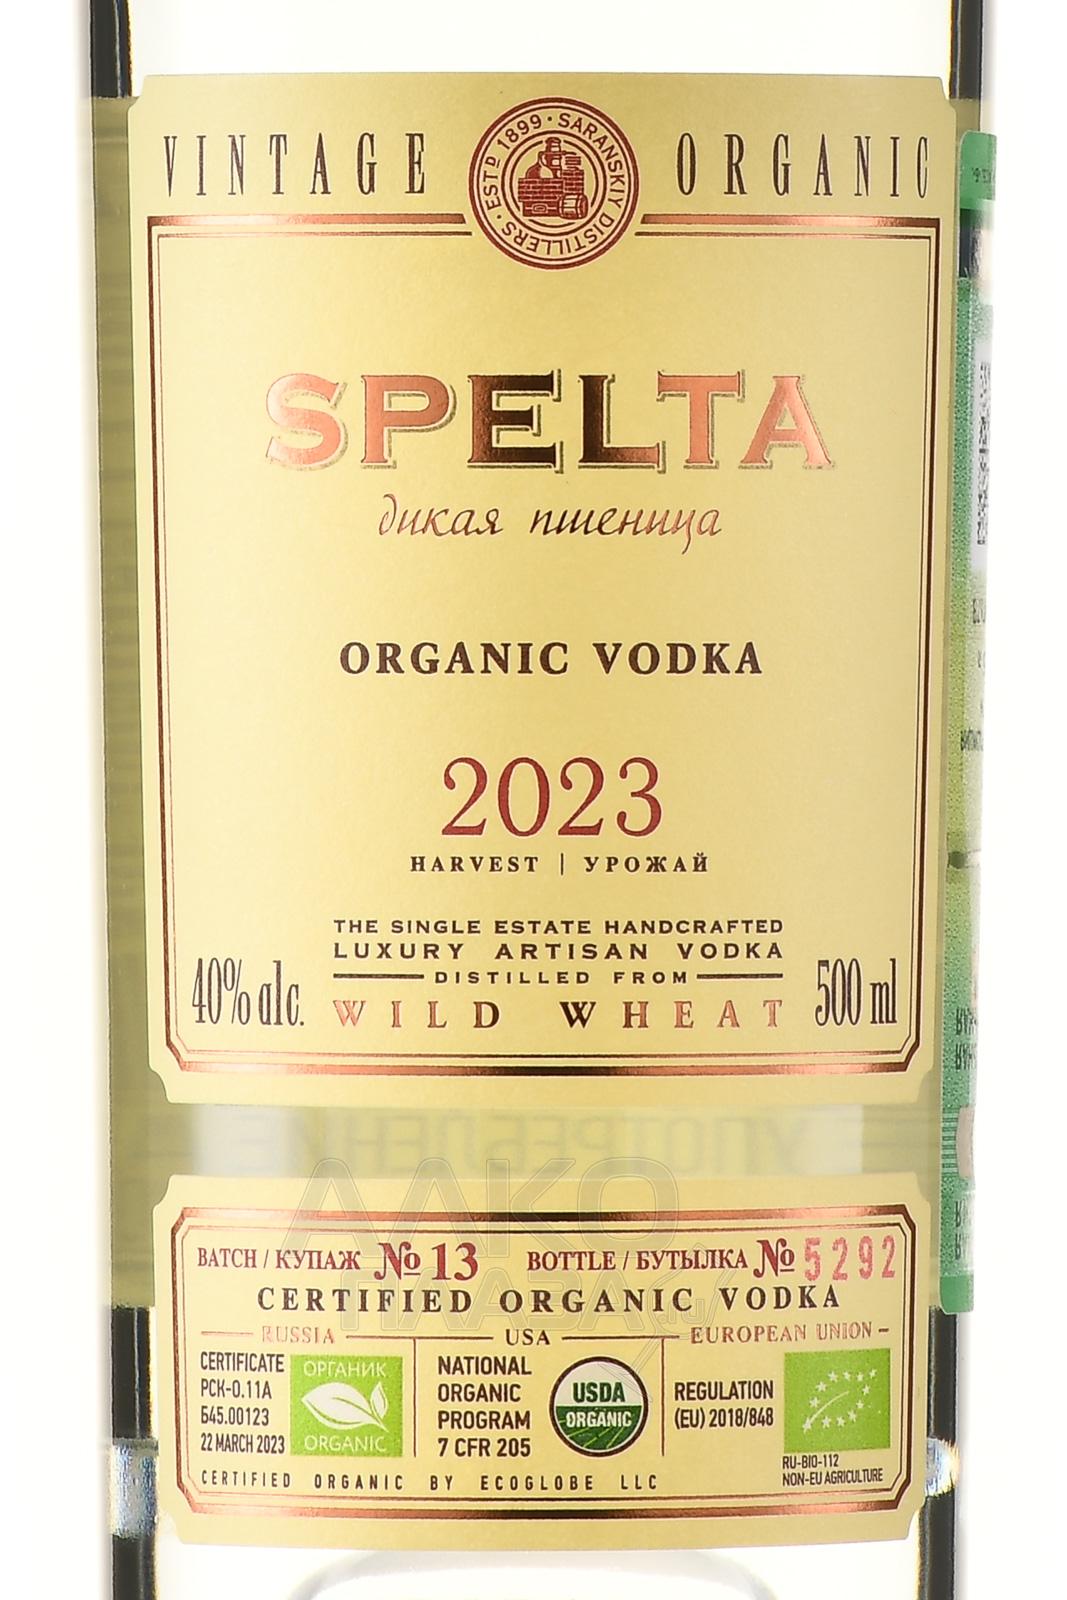 VINTAGE ORGANIC
ESTD 1899 · SARANSKIY DISTILLERS ·
SPELTA
дикая пшеница
ORGANIC VODKA
2023
HARVEST | УРОЖАЙ
THE SINGLE ESTATE HANDCRAFTED
LUXURY ARTISAN VODKA
DISTILLED FROM
40% alc. WILD WHEAT 500 ml
УПОТРЕБЛЕНИЕ
АЛКО
ПЛАЗА.ru
BATCH / КУПАЖ № 13 BOTTLE / БУТЫЛКА № 5292
CERTIFIED ORGANIC VODKA
RUSSIA USA EUROPEAN UNION
CERTIFICATE
РСК-0.11А
Б45.00123
22 MARCH 2023
ОРГАНИК
ORGANIC
NATIONAL
ORGANIC
PROGRAM
7 CFR 205
USDA
ORGANIC
REGULATION
(EU) 2018/848
RU-BIO-112
NON-EU AGRICULTURE
CERTIFIED ORGANIC BY ECOGLOBE LLC